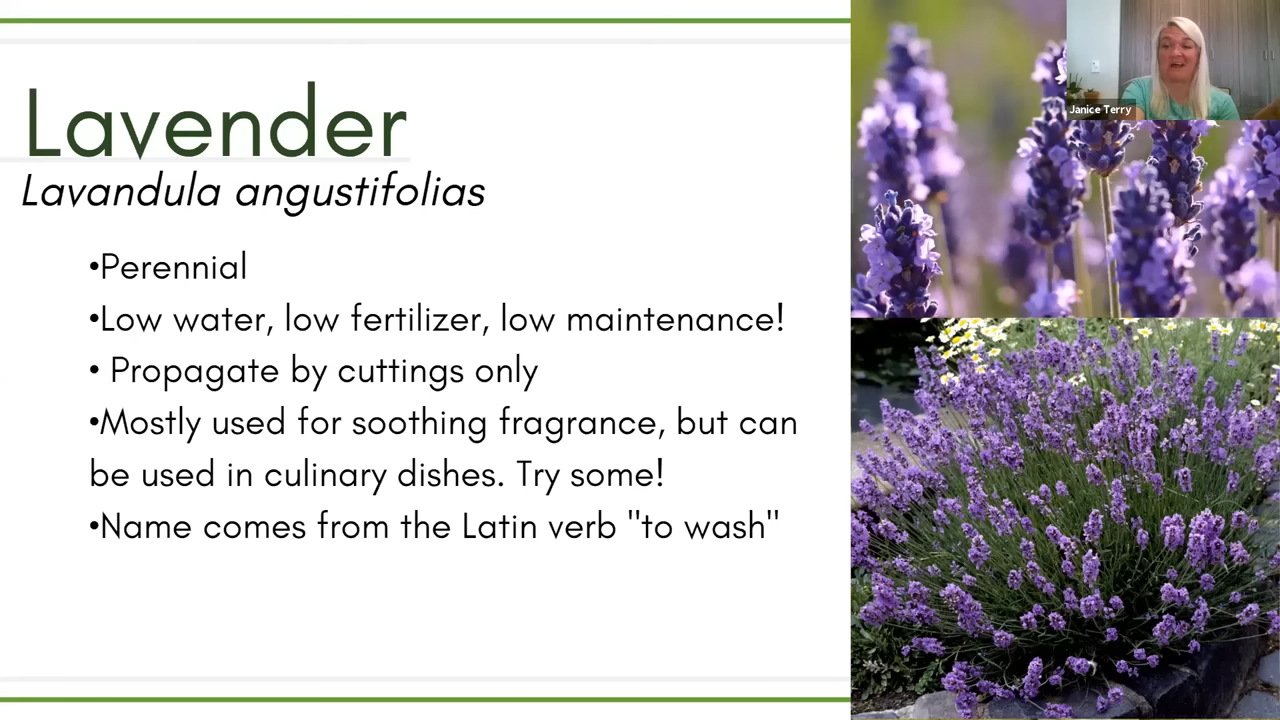 Lavender
Lavandula angustifolias
•Perennial
•Low water, low fertilizer, low maintenance!
• Propagate by cuttings only
•Mostly used for soothing fragrance, but can
be used in culinary dishes. Try some!
•Name comes from the Latin verb "to wash"
Janice Terry